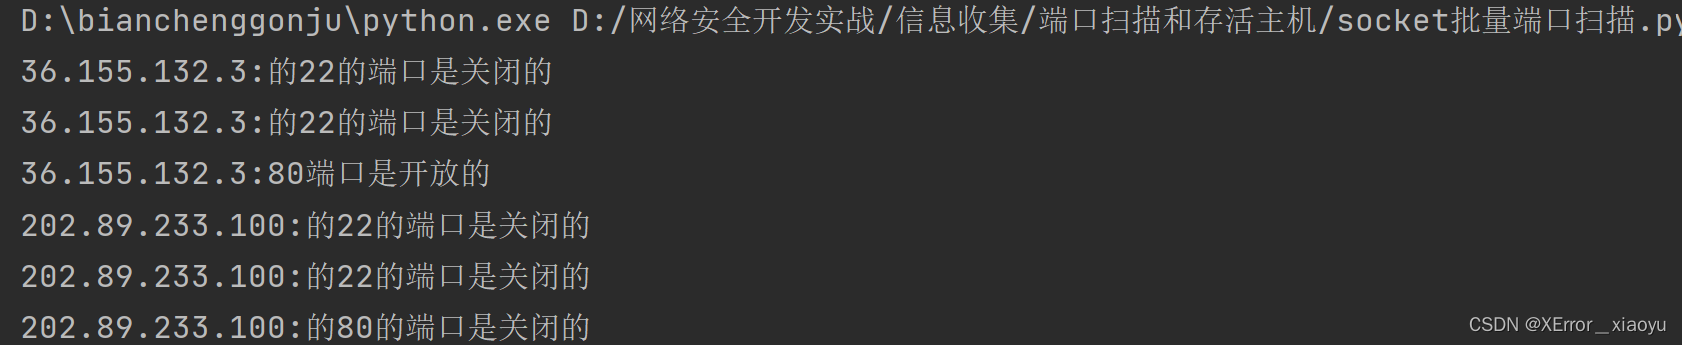 D:\bianchenggonju\python.exe D:/网络安全开发实战/信息收集/端口扫描和存活主机/socket批量端口扫描.py
36.155.132.3:的22的端口是关闭的
36.155.132.3:的22的端口是关闭的
36.155.132.3:80端口是开放的
202.89.233.100:的22的端口是关闭的
202.89.233.100:的22的端口是关闭的
202.89.233.100:的80的端口是关闭的
CSDN @XError_xiaoyu